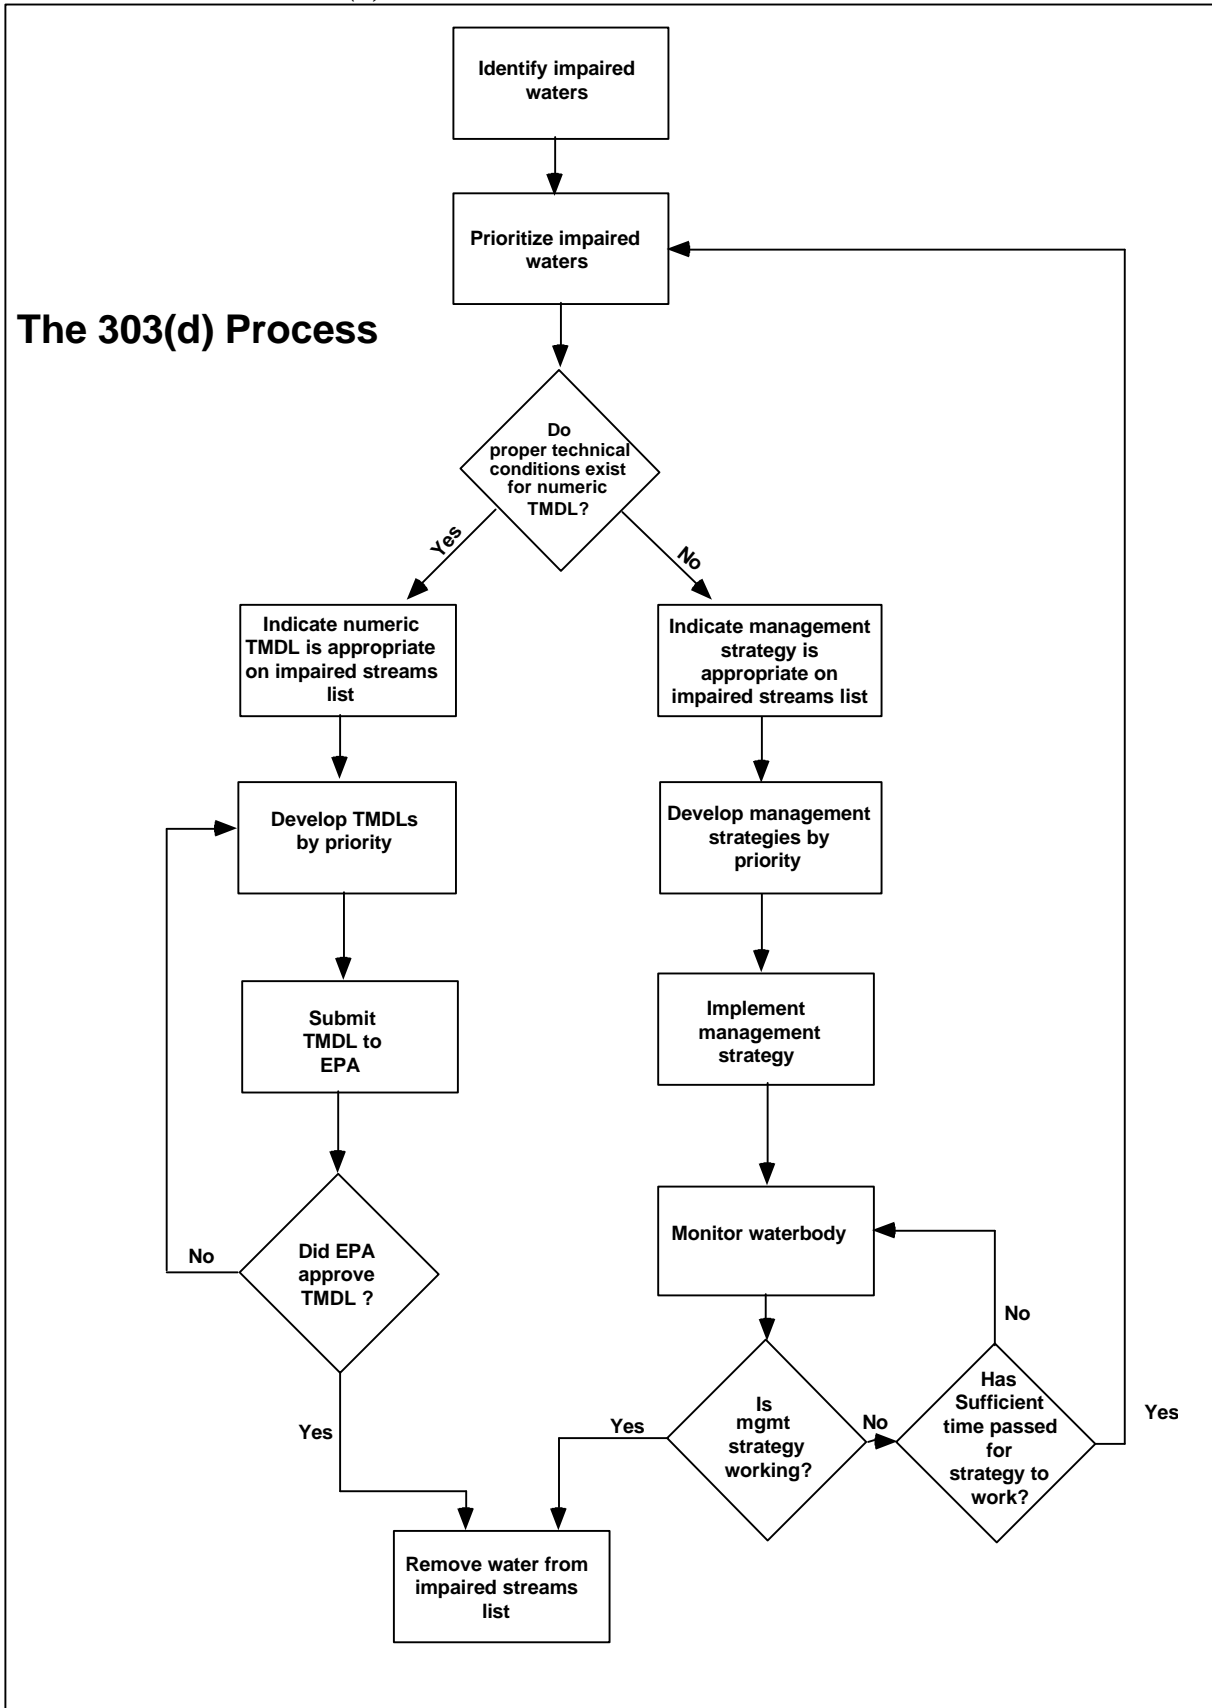 Identify impaired
waters
Prioritize impaired
waters
The 303(d) Process
Do
proper technical
conditions exist
for numeric
TMDL?
Yes
No
Indicate numeric
TMDL is appropriate
on impaired streams
list
Indicate management
strategy is
appropriate on
impaired streams list
Develop TMDLs
by priority
Develop management
strategies by
priority
Submit
TMDL to
EPA
Implement
management
strategy
Monitor waterbody
No
Did EPA
approve
TMDL ?
No
Yes
Yes
Is
mgmt
strategy
working?
No
Has
Sufficient
time passed
for
strategy to
work?
Yes
Remove water from
impaired streams
list